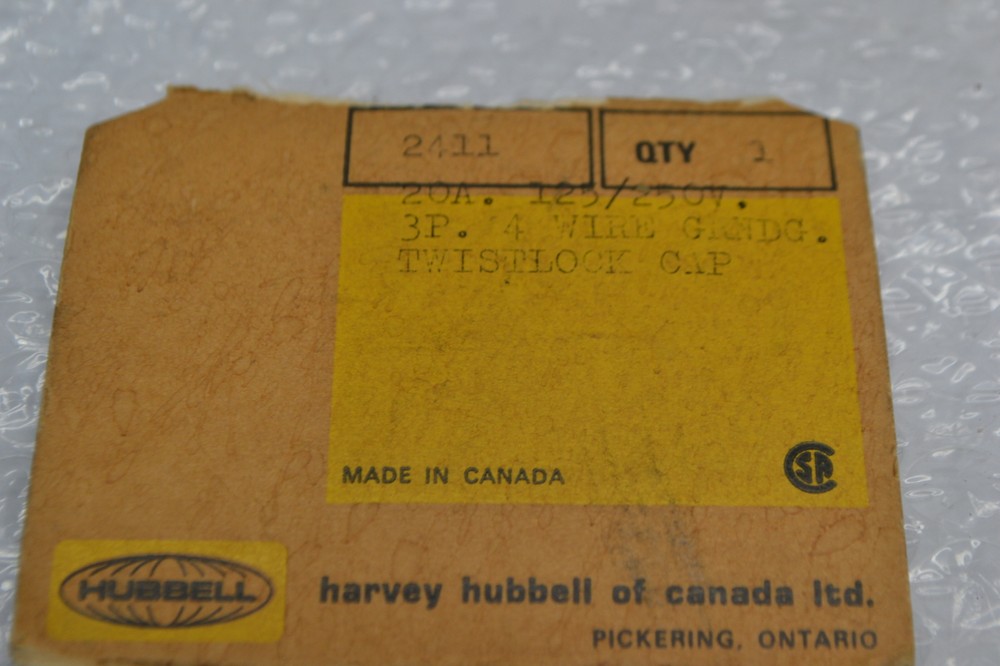 2411 QTY 1
20A. 125/250V.
3P. 4 WIRE GRNDG.
TWISTLOCK CAP
MADE IN CANADA
SA
HUBBELL
harvey hubbell of canada ltd.
PICKERING, ONTARIO